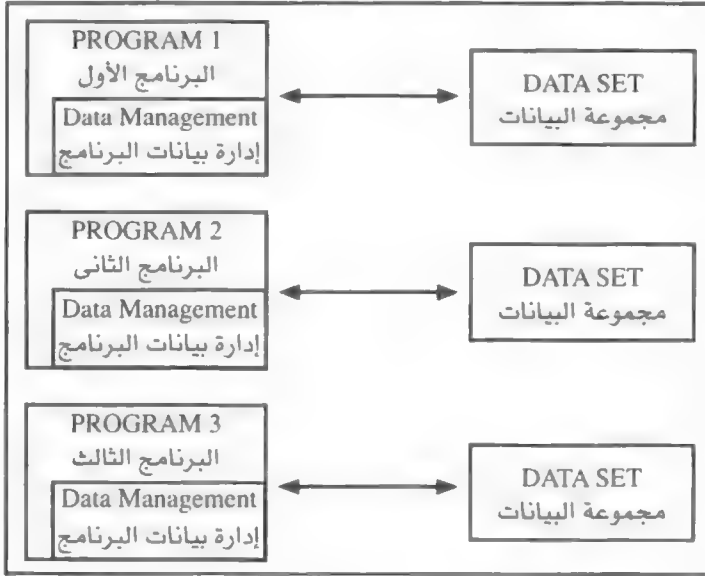 PROGRAM 1
البرنامج الأول
Data Management
إدارة بيانات البرنامج
DATA SET
مجموعة البيانات
PROGRAM 2
البرنامج الثانى
Data Management
إدارة بيانات البرنامج
DATA SET
مجموعة البيانات
PROGRAM 3
البرنامج الثالث
Data Management
إدارة بيانات البرنامج
DATA SET
مجموعة البيانات